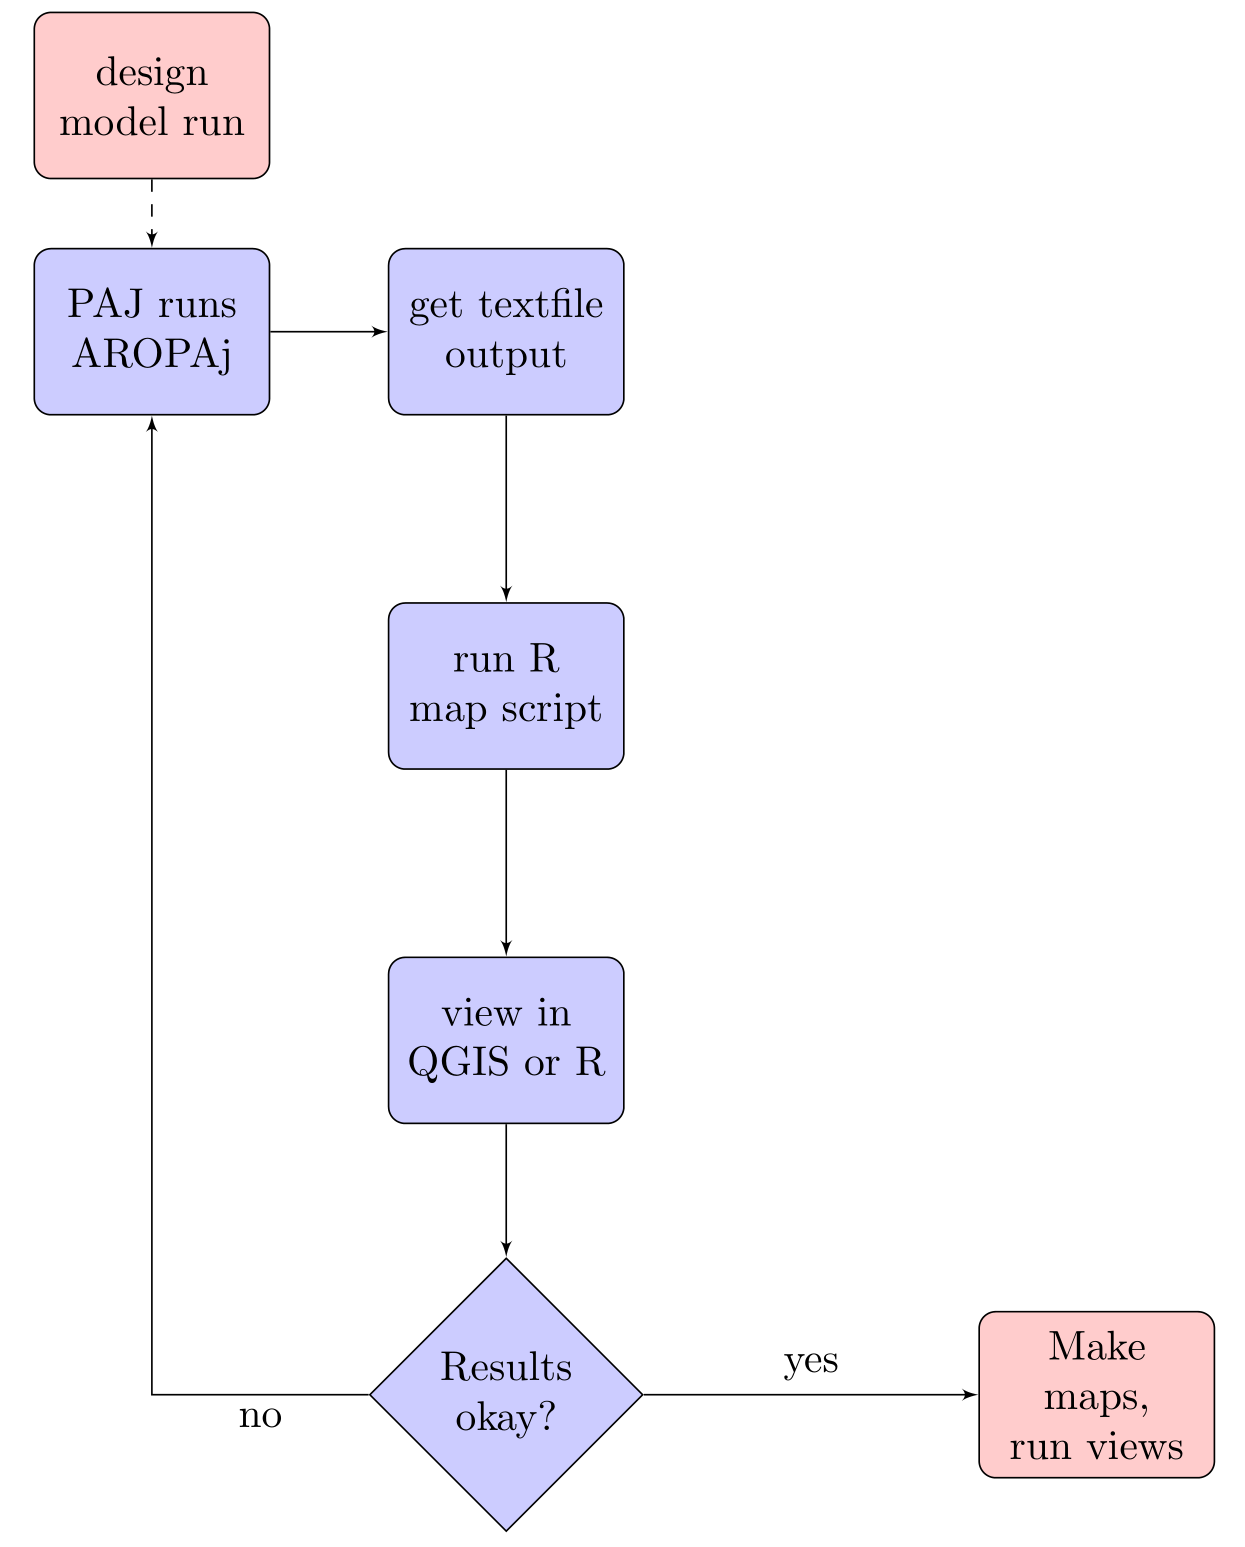 design
model run
PAJ runs
AROPAj
get textfile
output
run R
map script
view in
QGIS or R
Results
okay?
no
yes
Make
maps,
run views